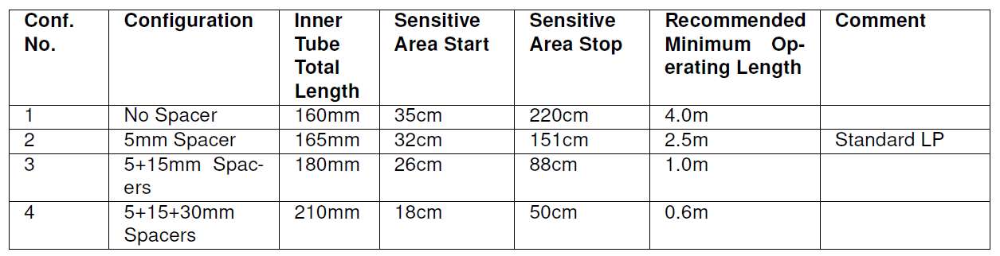 Conf. No. | Configuration | Inner Tube Total Length | Sensitive Area Start | Sensitive Area Stop | Recommended Minimum Op-erating Length | Comment
1 | No Spacer | 160mm | 35cm | 220cm | 4.0m |
2 | 5mm Spacer | 165mm | 32cm | 151cm | 2.5m | Standard LP
3 | 5+15mm Spac-ers | 180mm | 26cm | 88cm | 1.0m |
4 | 5+15+30mm Spacers | 210mm | 18cm | 50cm | 0.6m |